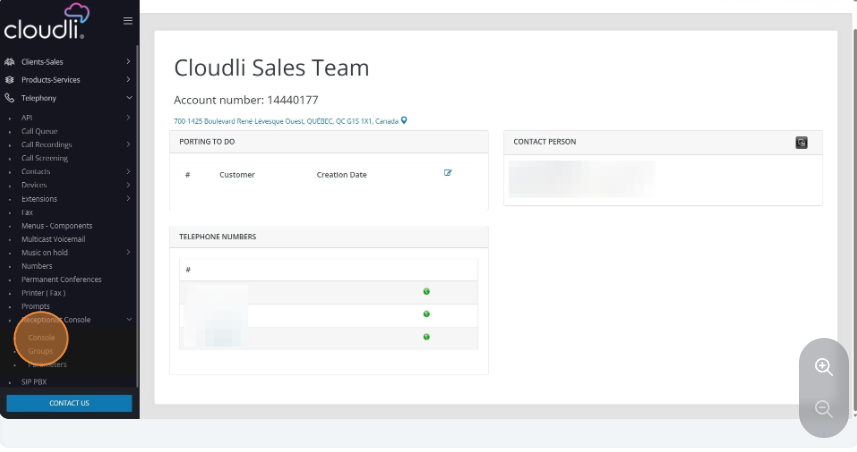 cloudli.
Clients-Sales
Products-Services
Telephony
API
Call Queue
Call Recordings
Call Screening
Contacts
Devices
Extensions
Fax
Menus - Components
Multicast Voicemail
Music on hold
Numbers
Permanent Conferences
Printer ( Fax )
Prompts
Receptionist Console
Console
Groups
Parameters
SIP PBX
CONTACT US
Cloudli Sales Team
Account number: 14440177
700-1425 Boulevard René-Lévesque Ouest, QUÉBEC, QC G1S 1X1, Canada
PORTING TO DO
# Customer Creation Date
CONTACT PERSON
TELEPHONE NUMBERS
#